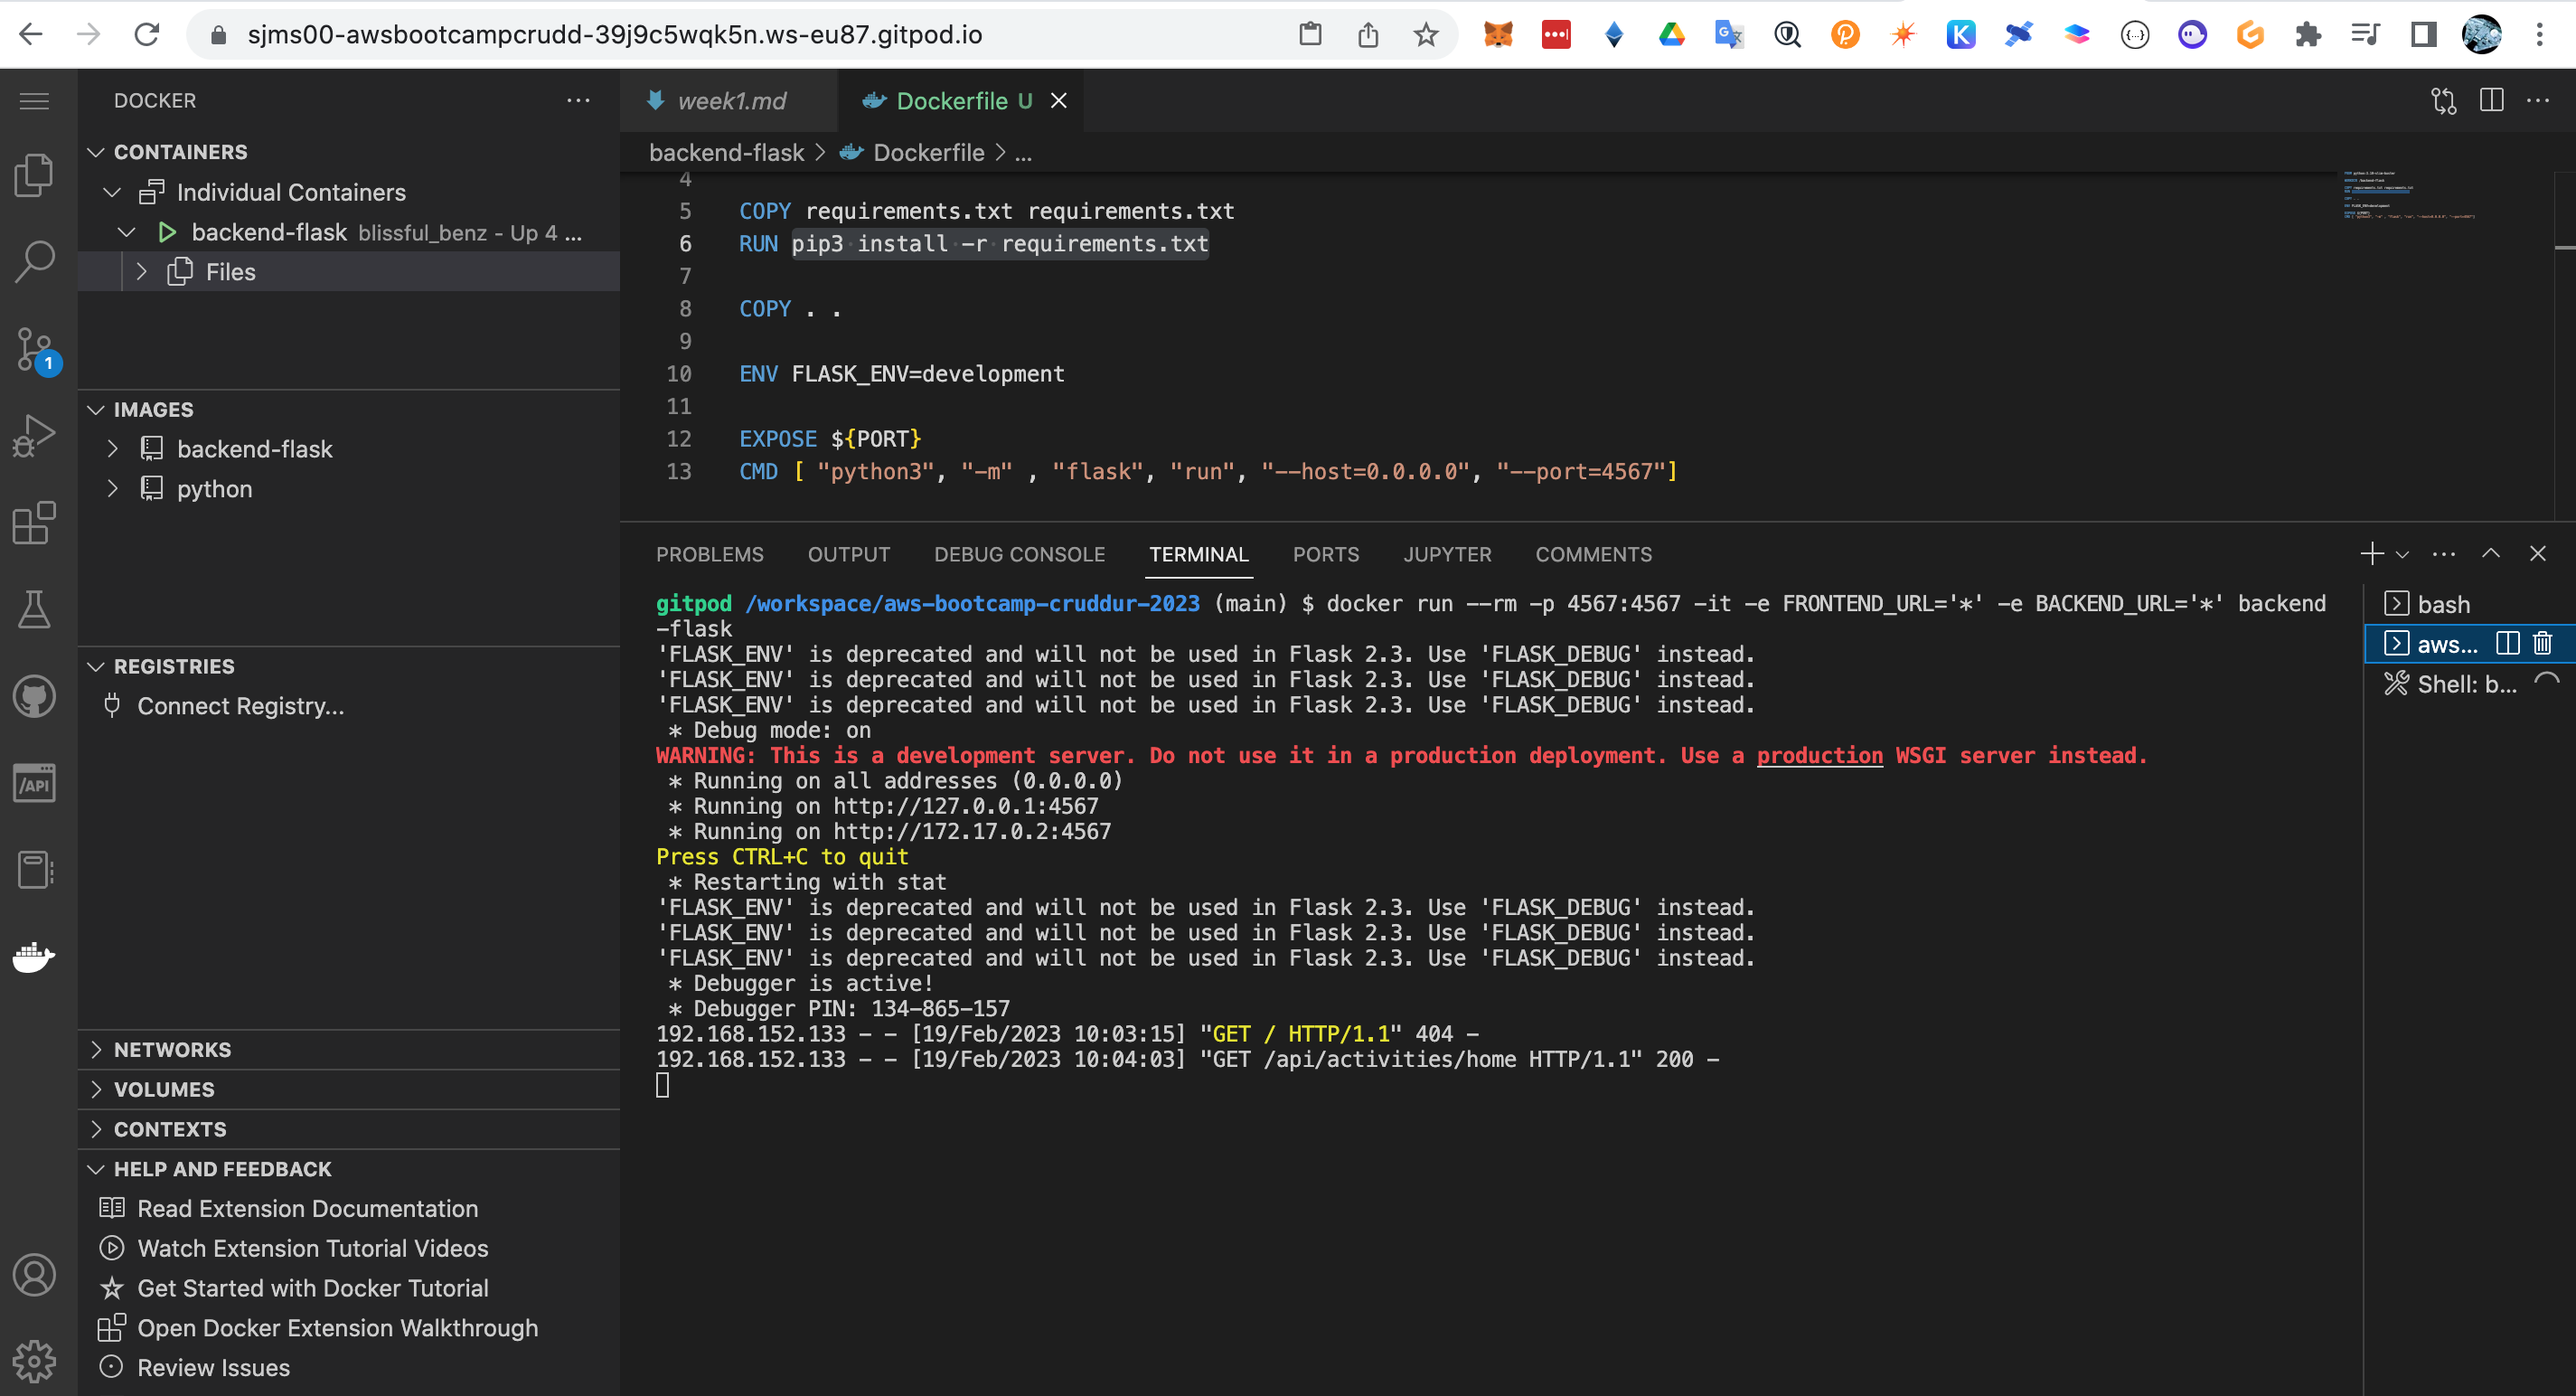 sjms00-awsbootcampcrudd-39j9c5wqk5n.ws-eu87.gitpod.io
DOCKER
CONTAINERS
Individual Containers
backend-flask blissful_benz - Up 4 ...
Files
1
IMAGES
backend-flask
python
REGISTRIES
Connect Registry...
/API
NETWORKS
VOLUMES
CONTEXTS
HELP AND FEEDBACK
Read Extension Documentation
Watch Extension Tutorial Videos
Get Started with Docker Tutorial
Open Docker Extension Walkthrough
Review Issues
week1.md
Dockerfile U
backend-flask > Dockerfile > ...
4
5 COPY requirements.txt requirements.txt
6 RUN pip3 install -r requirements.txt
7
8 COPY . .
9
10 ENV FLASK_ENV=development
11
12 EXPOSE ${PORT}
13 CMD [ "python3", "-m" , "flask", "run", "--host=0.0.0.0", "--port=4567"]
PROBLEMS OUTPUT DEBUG CONSOLE TERMINAL PORTS JUPYTER COMMENTS
gitpod /workspace/aws-bootcamp-cruddur-2023 (main) $ docker run --rm -p 4567:4567 -it -e FRONTEND_URL='*' -e BACKEND_URL='*' backend
-flask
'FLASK_ENV' is deprecated and will not be used in Flask 2.3. Use 'FLASK_DEBUG' instead.
'FLASK_ENV' is deprecated and will not be used in Flask 2.3. Use 'FLASK_DEBUG' instead.
'FLASK_ENV' is deprecated and will not be used in Flask 2.3. Use 'FLASK_DEBUG' instead.
* Debug mode: on
WARNING: This is a development server. Do not use it in a production deployment. Use a production WSGI server instead.
* Running on all addresses (0.0.0.0)
* Running on http://127.0.0.1:4567
* Running on http://172.17.0.2:4567
Press CTRL+C to quit
* Restarting with stat
'FLASK_ENV' is deprecated and will not be used in Flask 2.3. Use 'FLASK_DEBUG' instead.
'FLASK_ENV' is deprecated and will not be used in Flask 2.3. Use 'FLASK_DEBUG' instead.
'FLASK_ENV' is deprecated and will not be used in Flask 2.3. Use 'FLASK_DEBUG' instead.
* Debugger is active!
* Debugger PIN: 134-865-157
192.168.152.133 - - [19/Feb/2023 10:03:15] "GET / HTTP/1.1" 404 -
192.168.152.133 - - [19/Feb/2023 10:04:03] "GET /api/activities/home HTTP/1.1" 200 -
bash
aws...
Shell: b...